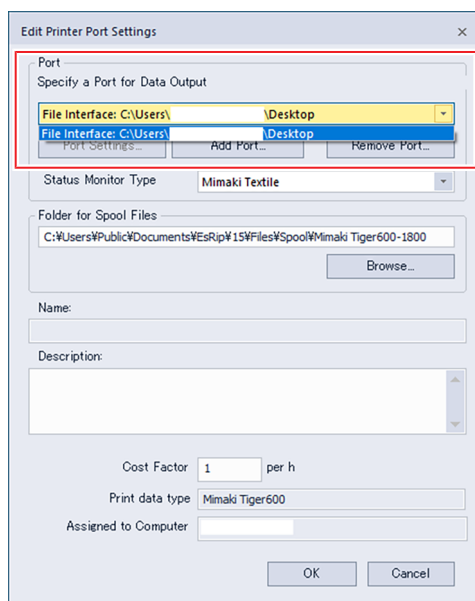 Edit Printer Port Settings
Port
Specify a Port for Data Output
File Interface: C:\Users\ \Desktop
File Interface: C:\Users\ \Desktop
Port Settings... Add Port... Remove Port...
Status Monitor Type Mimaki Textile
Folder for Spool Files
C:¥Users¥Public¥Documents¥EsRip¥15¥Files¥Spool¥Mimaki Tiger600-1800
Browse...
Name:
Description:
Cost Factor 1 per h
Print data type Mimaki Tiger600
Assigned to Computer
OK Cancel